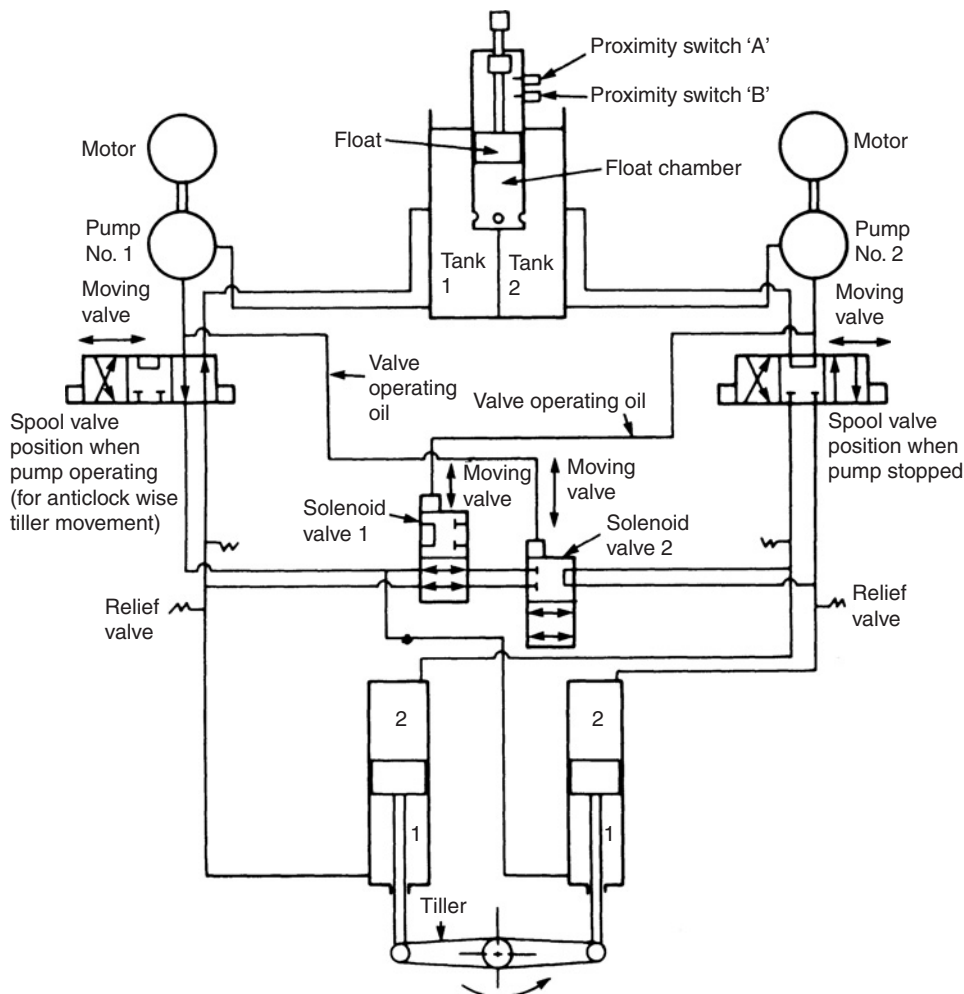 Proximity switch ‘A’
Proximity switch ‘B’
Motor
Float
Float chamber
Motor
Pump
No. 1
Tank
1
Tank
2
Pump
No. 2
Moving
valve
Moving
valve
Valve
operating
oil
Valve operating oil
Spool valve
position when
pump operating
(for anticlock wise
tiller movement)
Spool valve
position when
pump stopped
Moving
valve
Moving
valve
Solenoid
valve 1
Solenoid
valve 2
Relief
valve
Relief
valve
2
2
1
1
Tiller